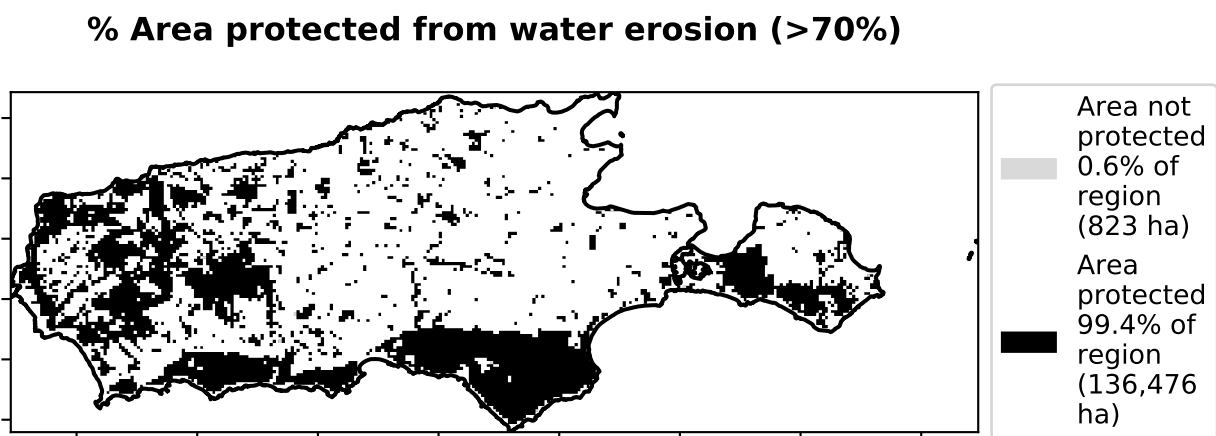 % Area protected from water erosion (>70%)
Area not
protected
0.6% of
region
(823 ha)
Area
protected
99.4% of
region
(136,476
ha)